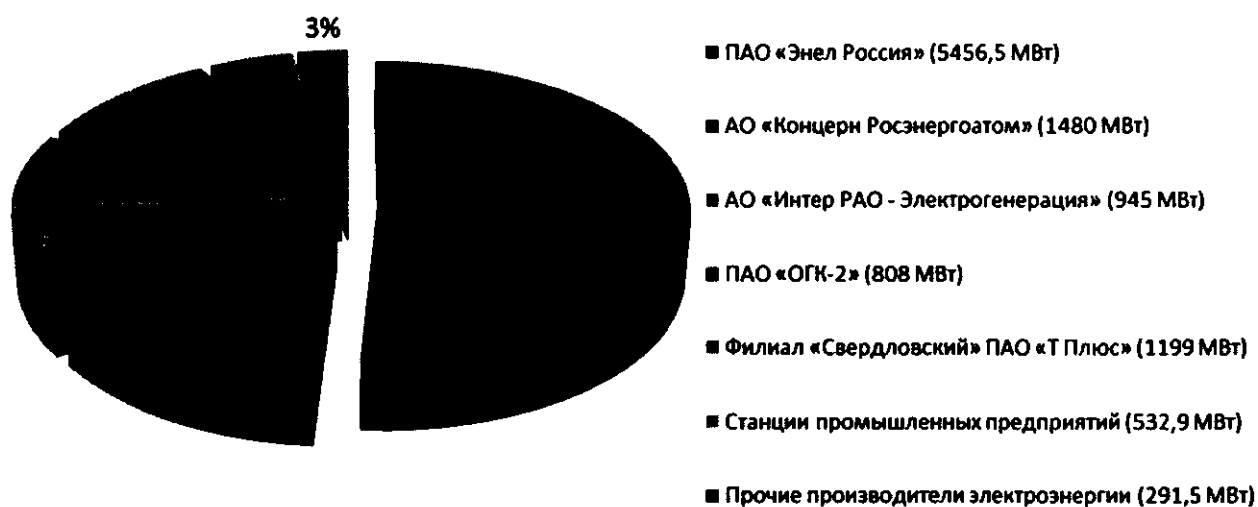 3%
ПАО «Энел Россия» (5456,5 МВт)
АО «Концерн Росэнергоатом» (1480 МВт)
АО «Интер РАО - Электрогенерация» (945 МВт)
ПАО «ОГК-2» (808 МВт)
Филиал «Свердловский» ПАО «Т Плюс» (1199 МВт)
Станции промышленных предприятий (532,9 МВт)
Прочие производители электроэнергии (291,5 МВт)